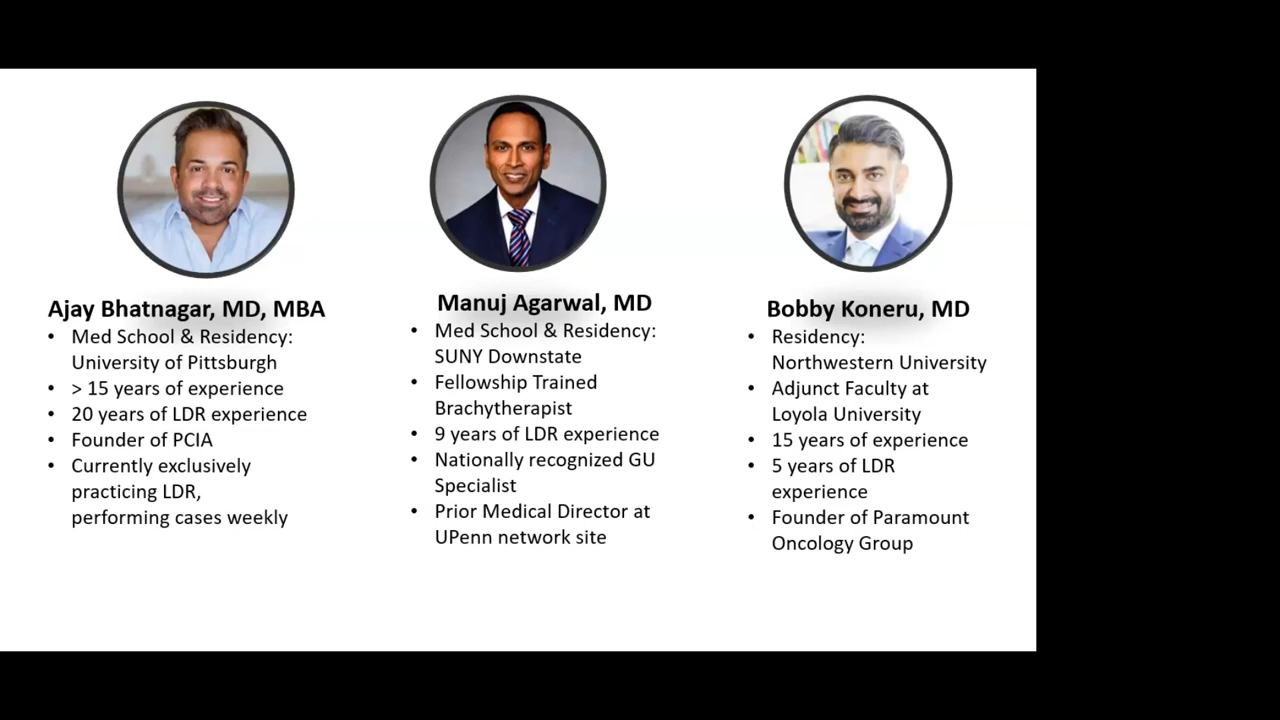 Ajay Bhatnagar, MD, MBA
• Med School & Residency:
University of Pittsburgh
• > 15 years of experience
• 20 years of LDR experience
• Founder of PCIA
• Currently exclusively
practicing LDR,
performing cases weekly
Manuj Agarwal, MD
• Med School & Residency:
SUNY Downstate
• Fellowship Trained
Brachytherapist
• 9 years of LDR experience
• Nationally recognized GU
Specialist
• Prior Medical Director at
UPenn network site
Bobby Koneru, MD
• Residency:
Northwestern University
• Adjunct Faculty at
Loyola University
• 15 years of experience
• 5 years of LDR
experience
• Founder of Paramount
Oncology Group